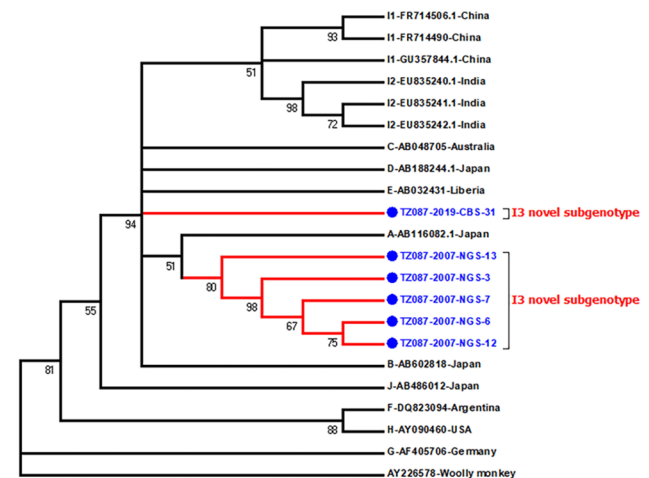 I1-FR714506.1-China
I1-FR714490-China
93
I1-GU357844.1-China
51
I2-EU835240.1-India
98
I2-EU835241.1-India
72
I2-EU835242.1-India
C-AB048705-Australia
D-AB188244.1-Japan
E-AB032431-Liberia
94
TZ087-2019-CBS-31 I3 novel subgenotype
A-AB116082.1-Japan
51
TZ087-2007-NGS-13
80
TZ087-2007-NGS-3
98
TZ087-2007-NGS-7 I3 novel subgenotype
55
67
TZ087-2007-NGS-6
75
TZ087-2007-NGS-12
B-AB602818-Japan
81
J-AB486012-Japan
F-DQ823094-Argentina
88
H-AY090460-USA
G-AF405706-Germany
AY226578-Woolly monkey